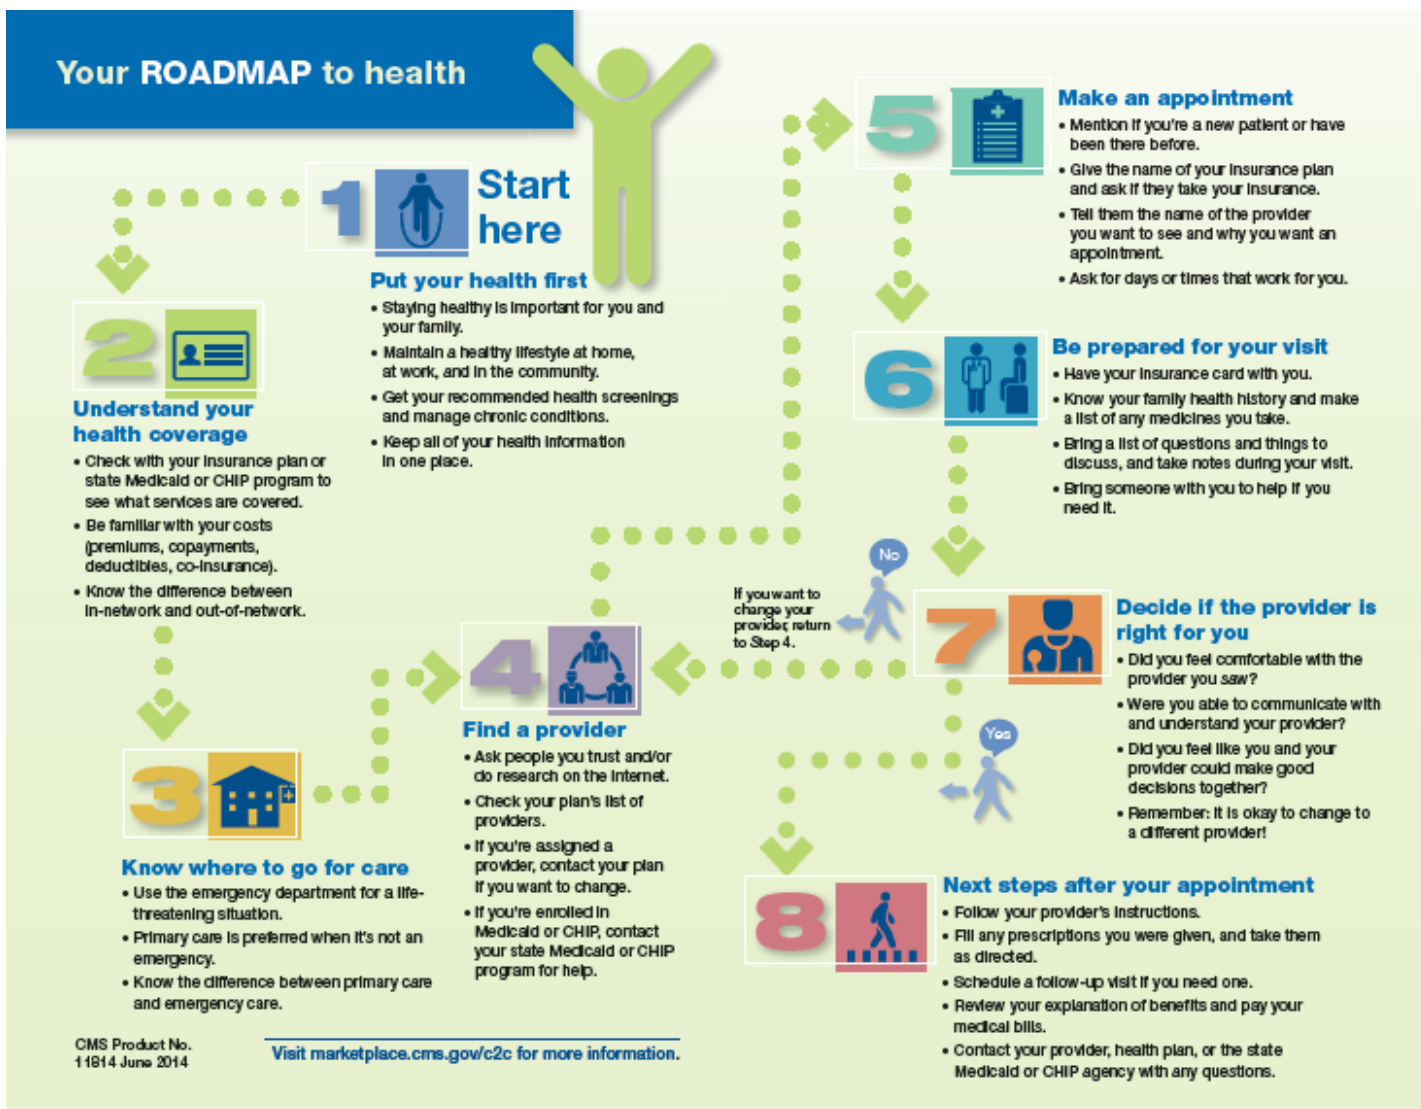 Your ROADMAP to health
1
Start
here
Put your health first
• Staying healthy is important for you and
your family.
• Maintain a healthy lifestyle at home,
at work, and in the community.
• Get your recommended health screenings
and manage chronic conditions.
• Keep all of your health information
in one place.
2
Understand your
health coverage
• Check with your insurance plan or
state Medicaid or CHIP program to
see what services are covered.
• Be familiar with your costs
(premiums, copayments,
deductibles, co-insurance).
• Know the difference between
in-network and out-of-network.
3
Know where to go for care
• Use the emergency department for a life-
threatening situation.
• Primary care is preferred when it's not an
emergency.
• Know the difference between primary care
and emergency care.
4
Find a provider
• Ask people you trust and/or
do research on the internet.
• Check your plan's list of
providers.
• If you're assigned a
provider, contact your plan
if you want to change.
• If you're enrolled in
Medicaid or CHIP, contact
your state Medicaid or CHIP
program for help.
5
Make an appointment
• Mention if you're a new patient or have
been there before.
• Give the name of your insurance plan
and ask if they take your insurance.
• Tell them the name of the provider
you want to see and why you want an
appointment.
• Ask for days or times that work for you.
6
Be prepared for your visit
• Have your insurance card with you.
• Know your family health history and make
a list of any medicines you take.
• Bring a list of questions and things to
discuss, and take notes during your visit.
• Bring someone with you to help if you
need it.
7
Decide if the provider is
right for you
• Did you feel comfortable with the
provider you saw?
• Were you able to communicate with
and understand your provider?
• Did you feel like you and your
provider could make good
decisions together?
• Remember: it is okay to change to
a different provider!
No
If you want to
change your
provider, return
to Step 4.
Yes
8
Next steps after your appointment
• Follow your provider's instructions.
• Fill any prescriptions you were given, and take them
as directed.
• Schedule a follow-up visit if you need one.
• Review your explanation of benefits and pay your
medical bills.
• Contact your provider, health plan, or the state
Medicaid or CHIP agency with any questions.
CMS Product No.
11814 June 2014
Visit marketplace.cms.gov/c2c for more information.